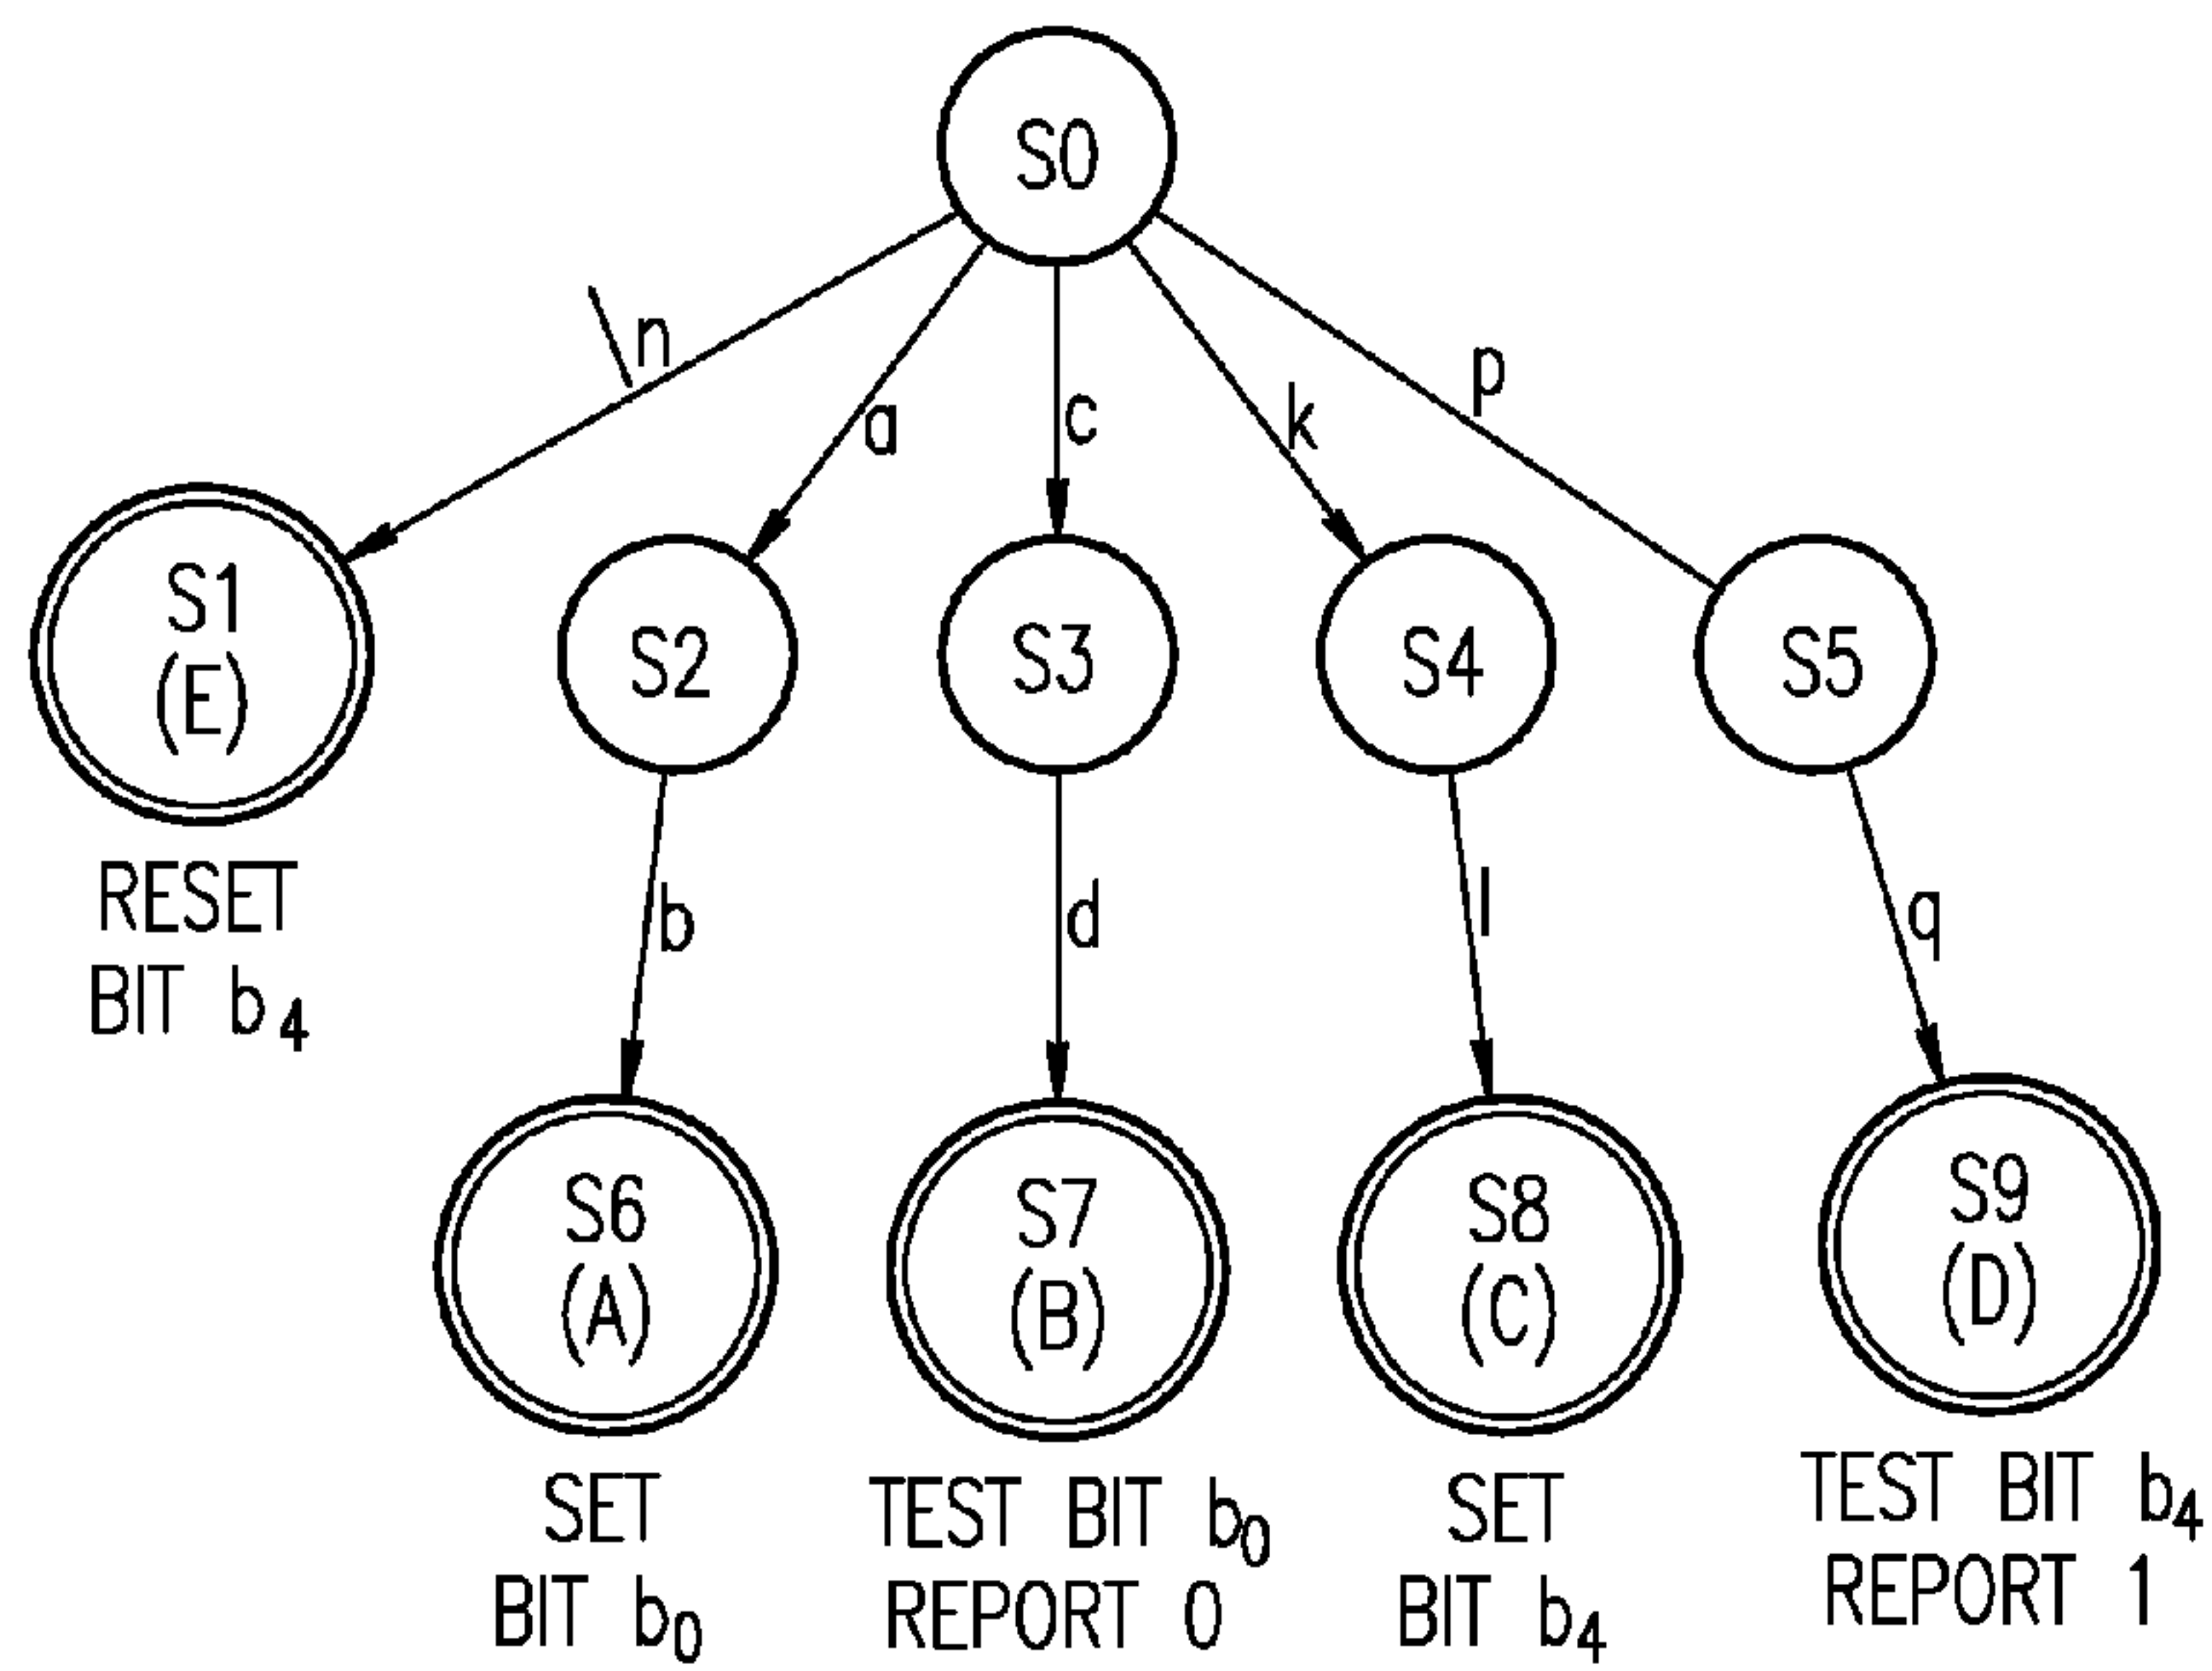 S0
\n
a
c
k
p
S1
(E)
S2
S3
S4
S5
RESET
BIT b4
b
d
l
q
S6
(A)
S7
(B)
S8
(C)
S9
(D)
SET
BIT b0
TEST BIT b0
REPORT 0
SET
BIT b4
TEST BIT b4
REPORT 1